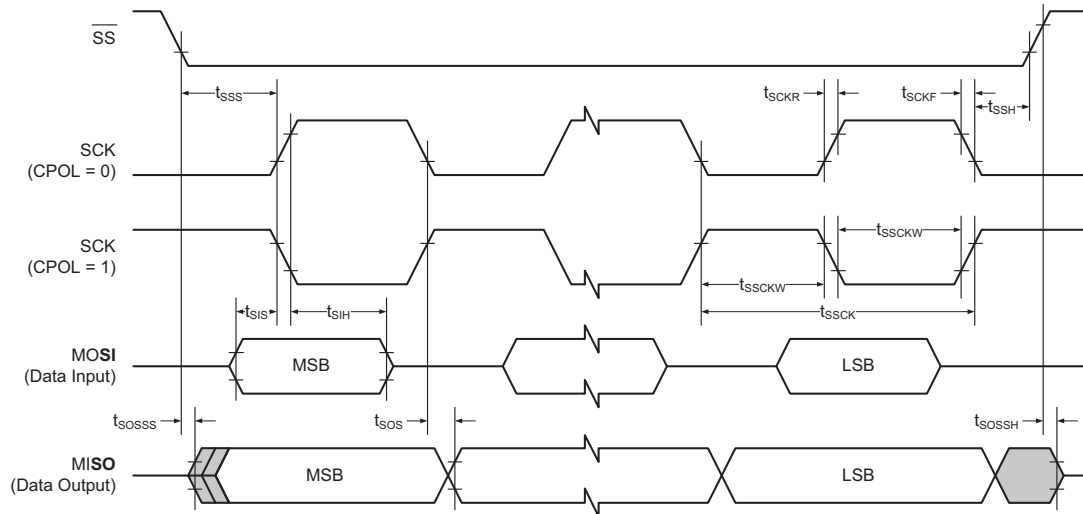 SS
tSSS
tSCKR
tSCKF
tSSH
SCK
(CPOL = 0)
SCK
(CPOL = 1)
tSSCKW
tSSCKW
tSIS
tSIH
tSSCK
MOSI
(Data Input)
MSB
LSB
tSOSSS
tSOS
tSOSSH
MISO
(Data Output)
MSB
LSB